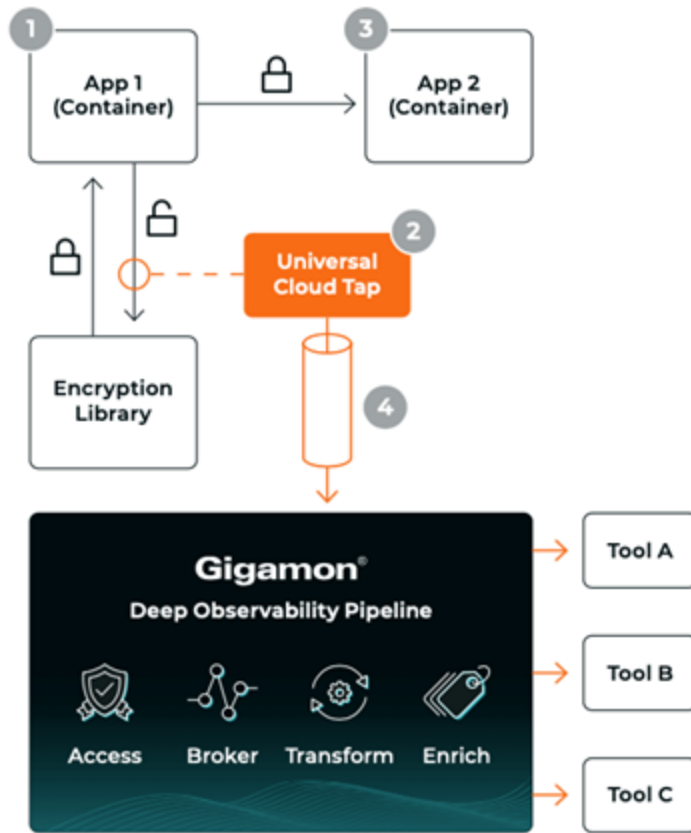 1
App 1
(Container)
3
App 2
(Container)
2
Universal
Cloud Tap
Encryption
Library
4
Gigamon®
Deep Observability Pipeline
Access
Broker
Transform
Enrich
Tool A
Tool B
Tool C